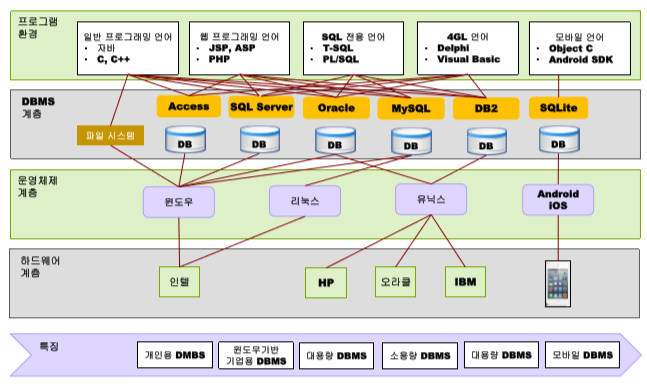 프로그램
환경
일반 프로그래밍 언어
• 자바
• C, C++
웹 프로그래밍 언어
• JSP, ASP
• PHP
SQL 전용 언어
• T-SQL
• PL/SQL
4GL 언어
• Delphi
• Visual Basic
모바일 언어
• Object C
• Android SDK
DBMS
계층
Access
SQL Server
Oracle
MySQL
DB2
SQLite
파일 시스템
DB
DB
DB
DB
DB
DB
운영체제
계층
윈도우
리눅스
유닉스
Android
iOS
하드웨어
계층
인텔
HP
오라클
IBM
특징
개인용 DMBS
윈도우기반
기업용 DBMS
대용량 DBMS
소용량 DBMS
대용량 DBMS
모바일 DBMS